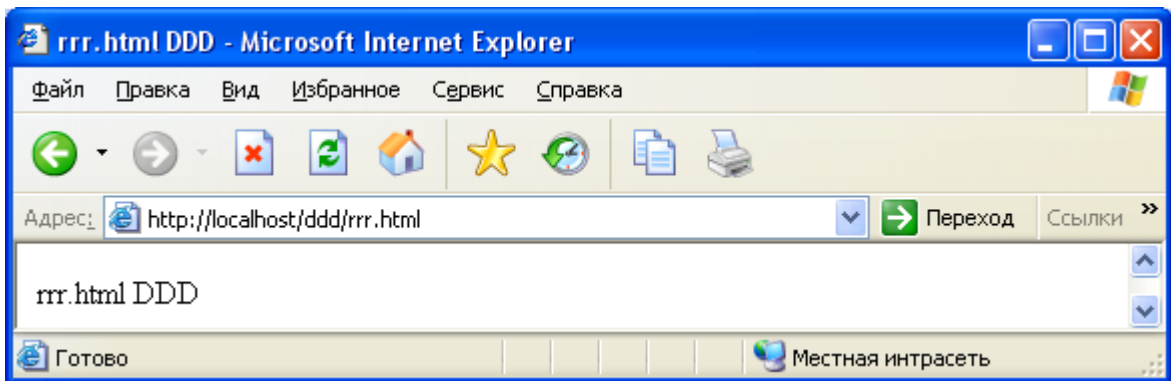 rrr.html DDD - Microsoft Internet Explorer
Файл Правка Вид Избранное Сервис Справка
Адрес: http://localhost/ddd/rrr.html Переход Ссылки »
rrr.html DDD
Готово Местная интрасеть